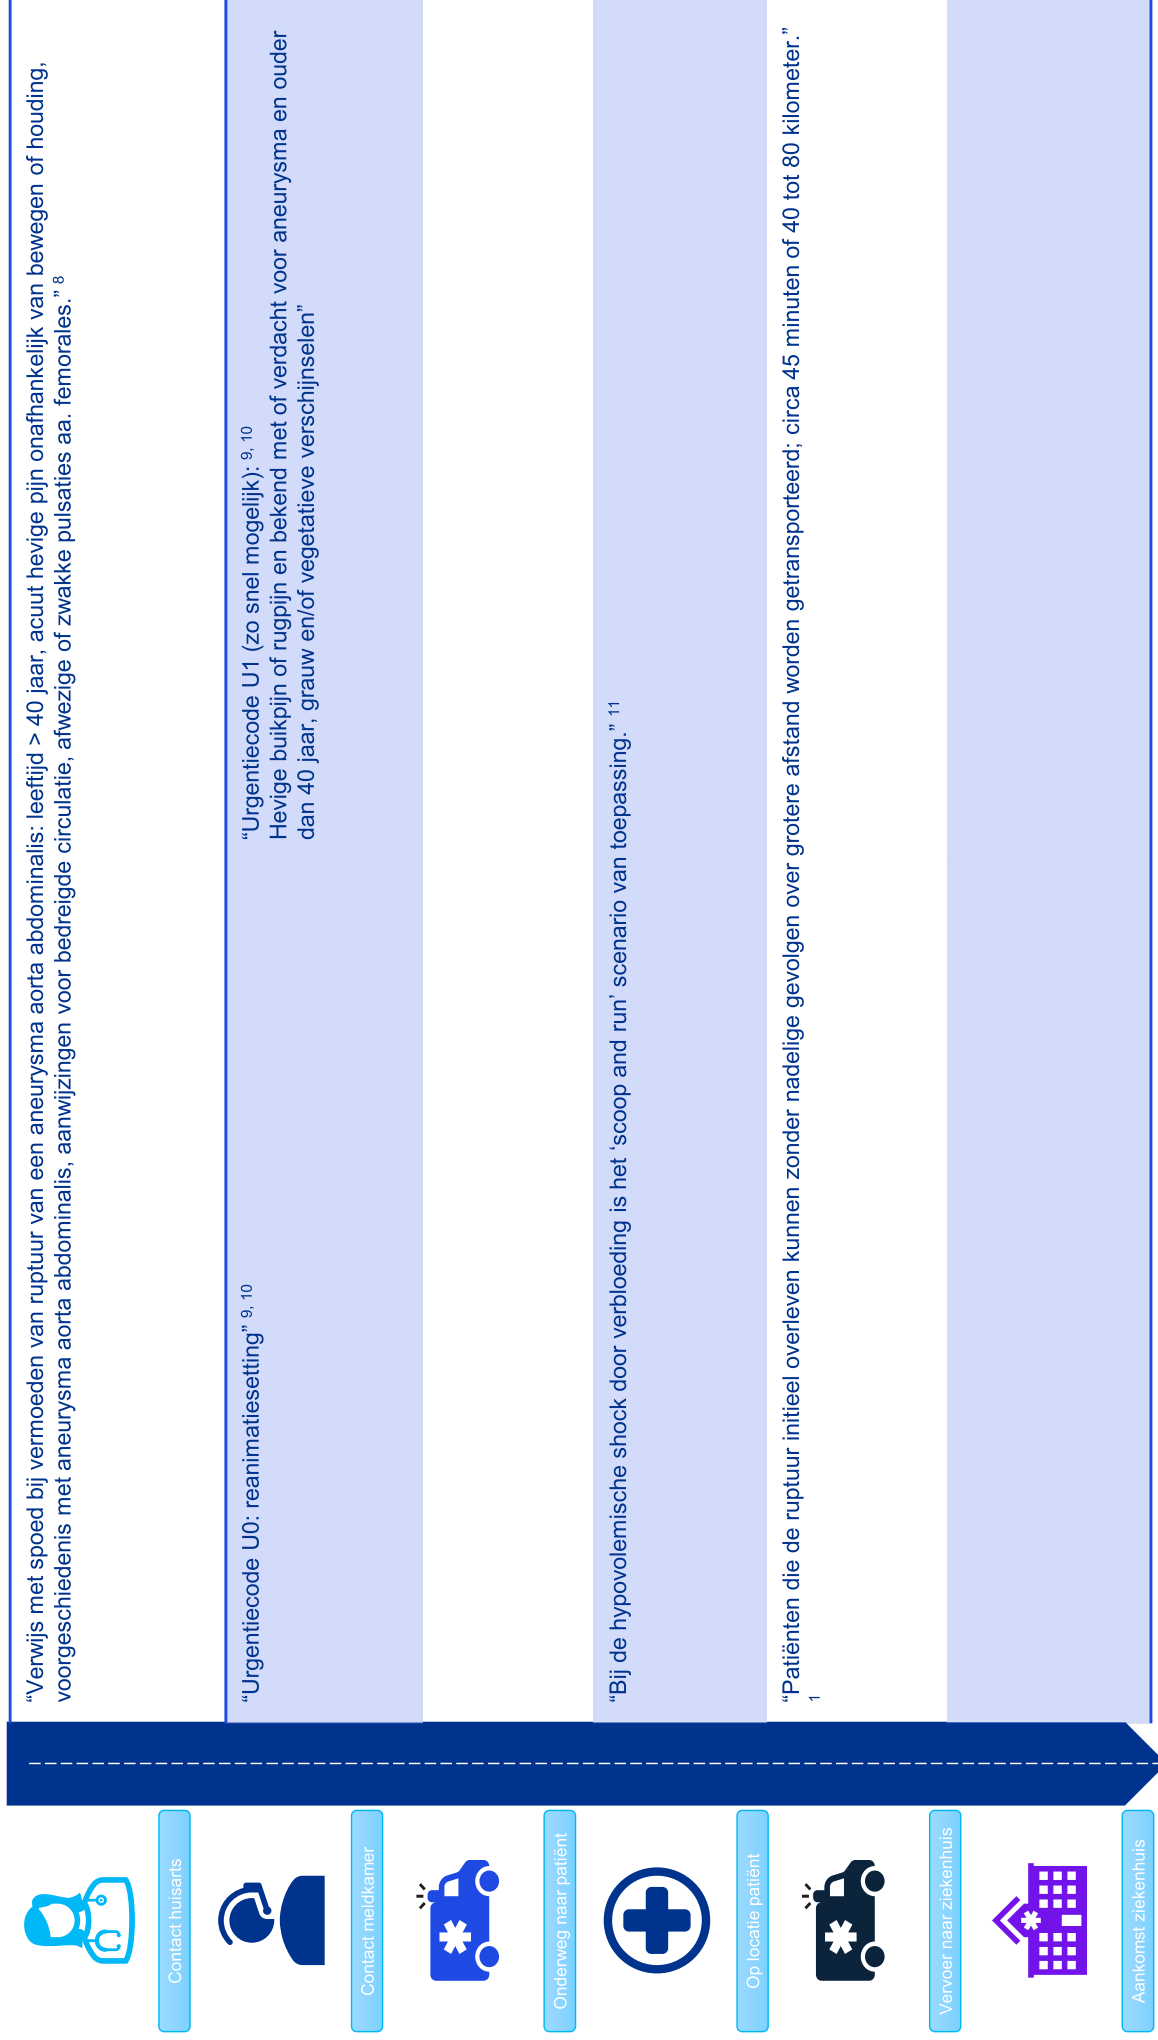 Contact huisarts
“Verwijs met spoed bij vermoeden van ruptuur van een aneurysma aorta abdominalis: leeftijd > 40 jaar, acuut hevige pijn onafhankelijk van bewegen of houding,
voorgeschiedenis met aneurysma aorta abdominalis, aanwijzingen voor bedreigde circulatie, afwezige of zwakke pulsaties aa. femorales.” 8
Contact meldkamer
“Urgentiecode U0: reanimatiesetting” 9, 10
“Urgentiecode U1 (zo snel mogelijk): 9, 10
Hevige buikpijn of rugpijn en bekend met of verdacht voor aneurysma en ouder
dan 40 jaar, grauw en/of vegetatieve verschijnselen”
Onderweg naar patiënt
Op locatie patiënt
“Bij de hypovolemische shock door verbloeding is het ‘scoop and run’ scenario van toepassing.” 11
Vervoer naar ziekenhuis
“Patiënten die de ruptuur initieel overleven kunnen zonder nadelige gevolgen over grotere afstand worden getransporteerd; circa 45 minuten of 40 tot 80 kilometer.”
1
Aankomst ziekenhuis